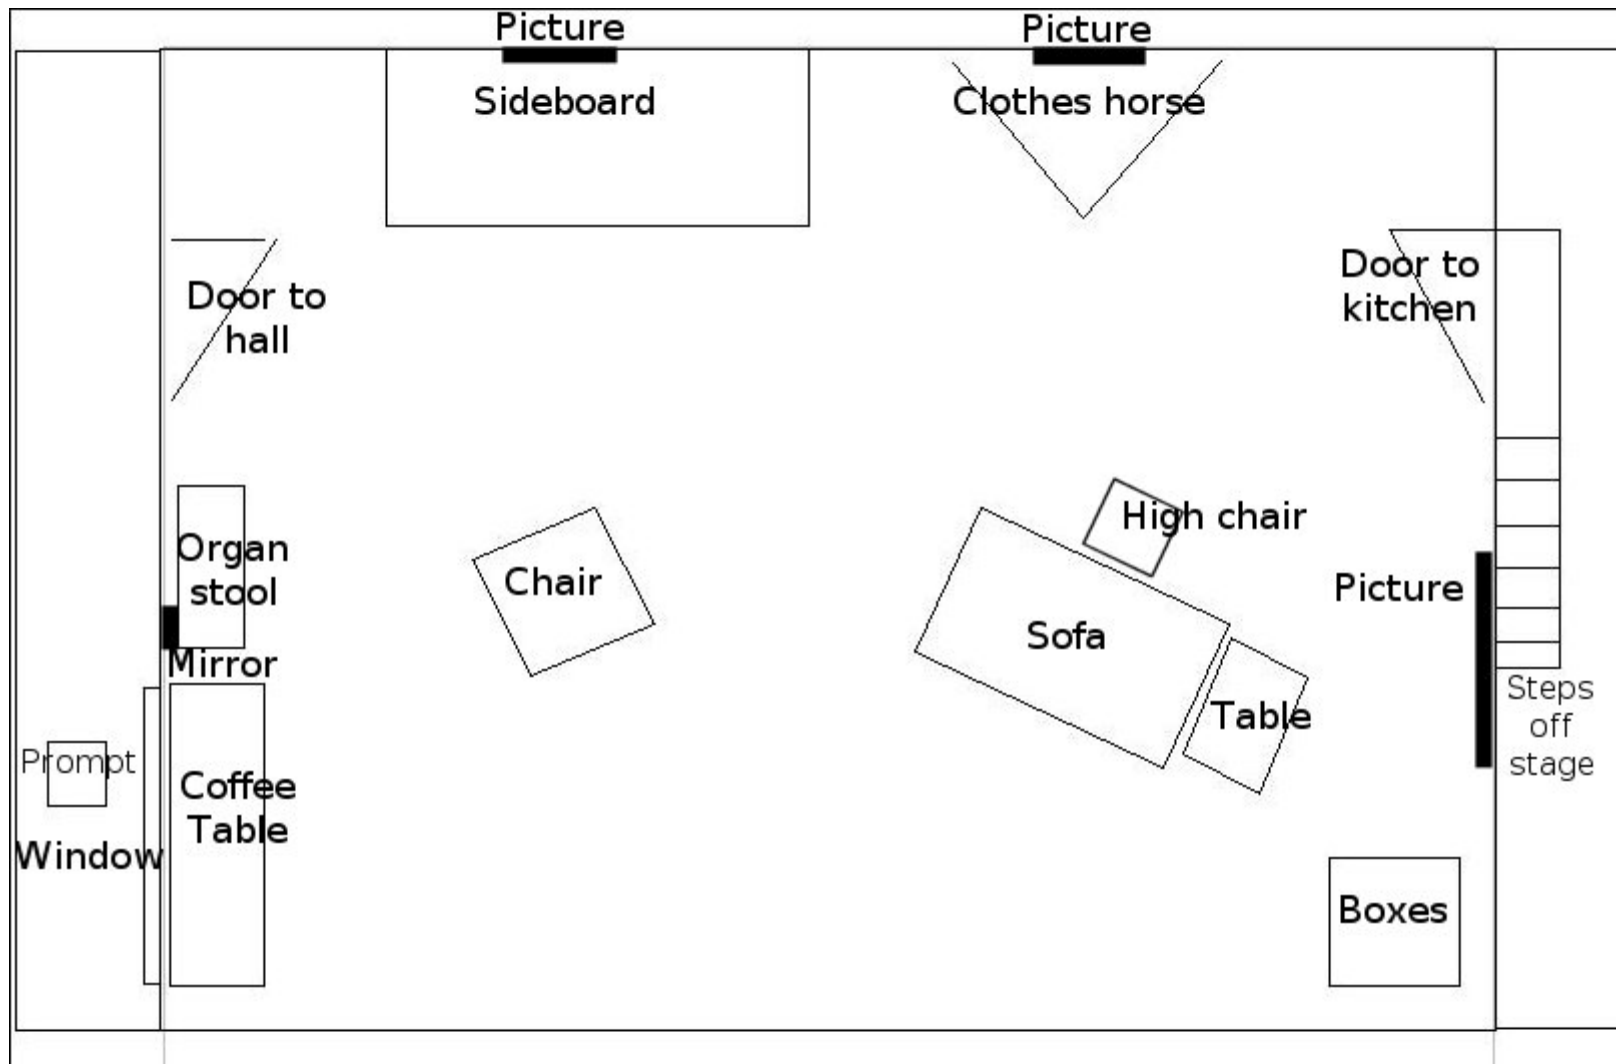 Picture
Picture
Sideboard
Clothes horse
Door to
hall
Door to
kitchen
Organ
stool
Mirror
Chair
High chair
Sofa
Table
Picture
Steps
off
stage
Prompt
Coffee
Table
Window
Boxes